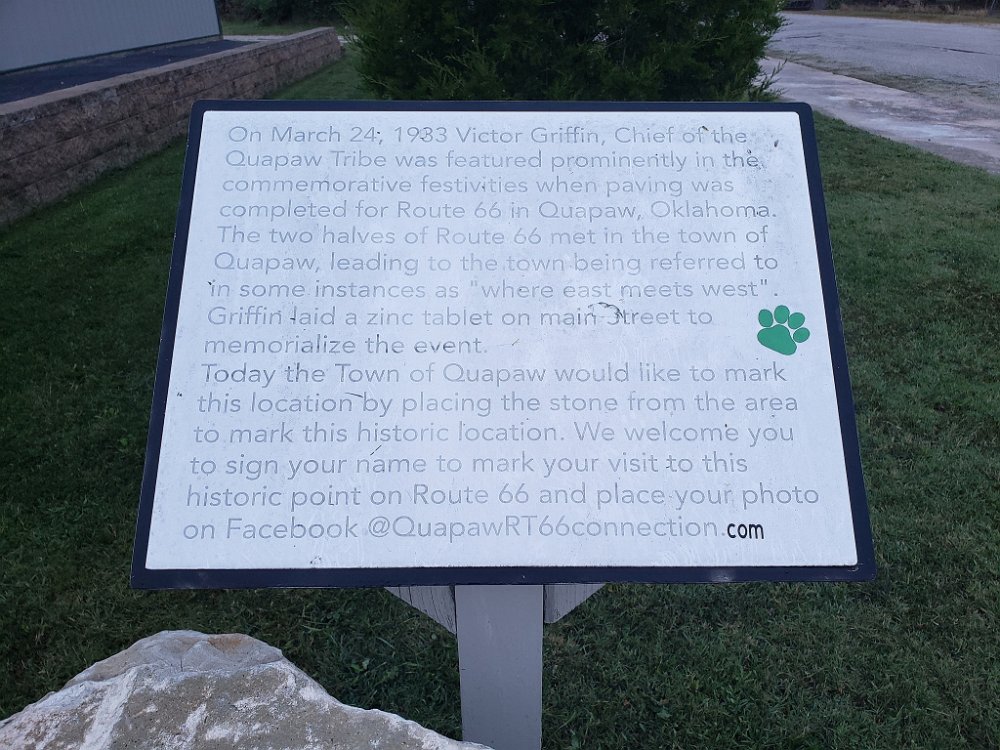 On March 24, 1933 Victor Griffin, Chief of the
Quapaw Tribe was featured prominently in the
commemorative festivities when paving was
completed for Route 66 in Quapaw, Oklahoma.
The two halves of Route 66 met in the town of
Quapaw, leading to the town being referred to
in some instances as "where east meets west".
Griffin laid a zinc tablet on main Street to
memorialize the event.
Today the Town of Quapaw would like to mark
this location by placing the stone from the area
to mark this historic location. We welcome you
to sign your name to mark your visit to this
historic point on Route 66 and place your photo
on Facebook @QuapawRT66connection.com